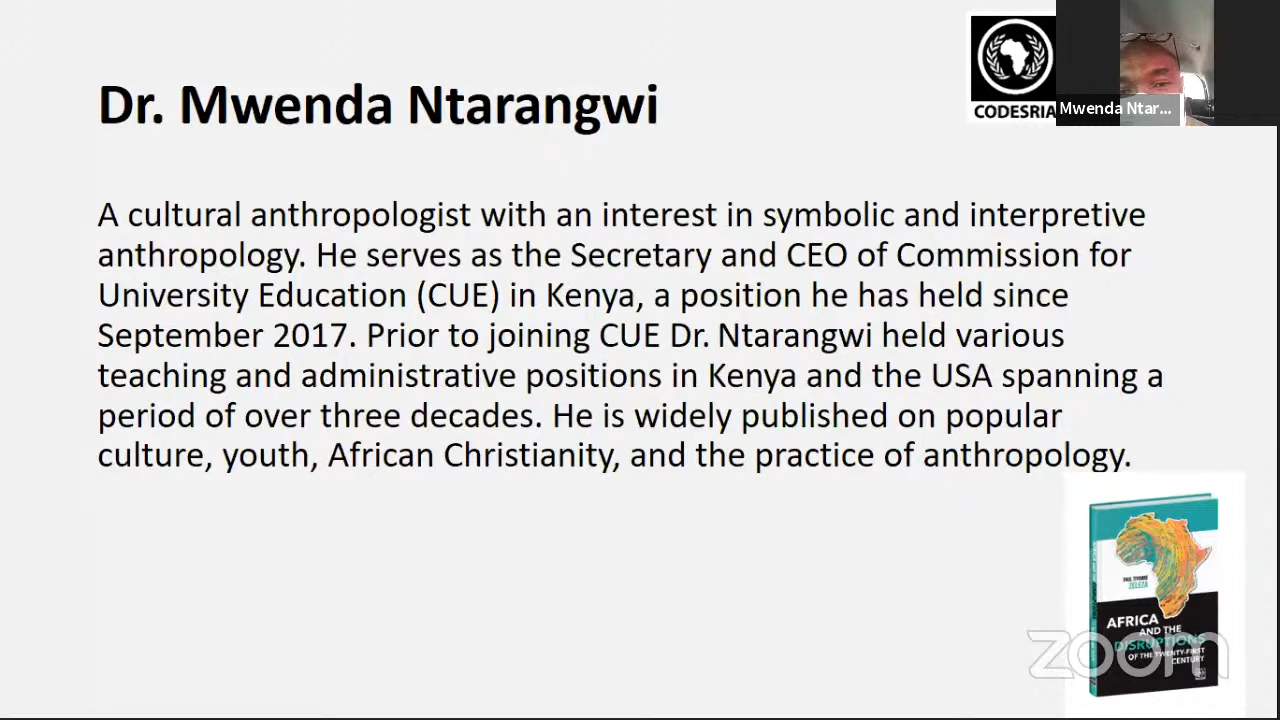 Dr. Mwenda Ntarangwi
CODESRIA
Mwenda Ntar...
A cultural anthropologist with an interest in symbolic and interpretive
anthropology. He serves as the Secretary and CEO of Commission for
University Education (CUE) in Kenya, a position he has held since
September 2017. Prior to joining CUE Dr. Ntarangwi held various
teaching and administrative positions in Kenya and the USA spanning a
period of over three decades. He is widely published on popular
culture, youth, African Christianity, and the practice of anthropology.
PAUL TIYAMBE
ZELEZA
AFRICA
AND THE
DISRUPTIONS
OF THE TWENTY-FIRST
CENTURY
zoom